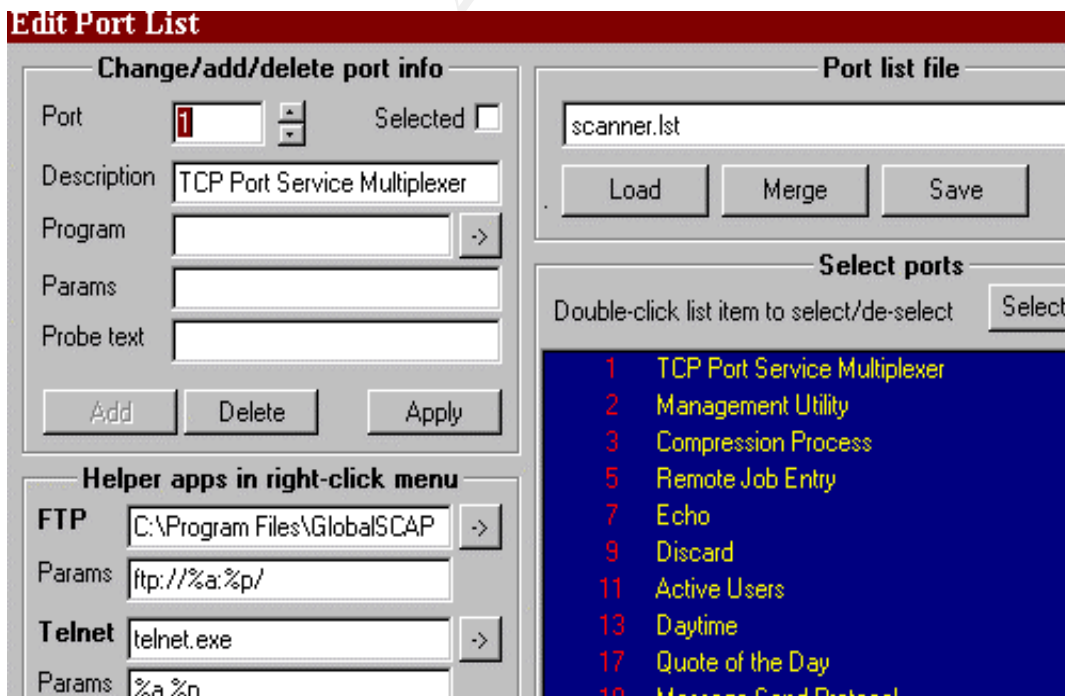 Edit Port List
Change/add/delete port info
Port 1 Selected
Description TCP Port Service Multiplexer
Program ->
Params
Probe text
Add Delete Apply
Helper apps in right-click menu
FTP C:\Program Files\GlobalSCAP ->
Params ftp://%a:%p/
Telnet telnet.exe ->
Params %a %p
Port list file
scanner.lst
Load Merge Save
Select ports
Double-click list item to select/de-select Select
1 TCP Port Service Multiplexer
2 Management Utility
3 Compression Process
5 Remote Job Entry
7 Echo
9 Discard
11 Active Users
13 Daytime
17 Quote of the Day
18 Message Send Protocol